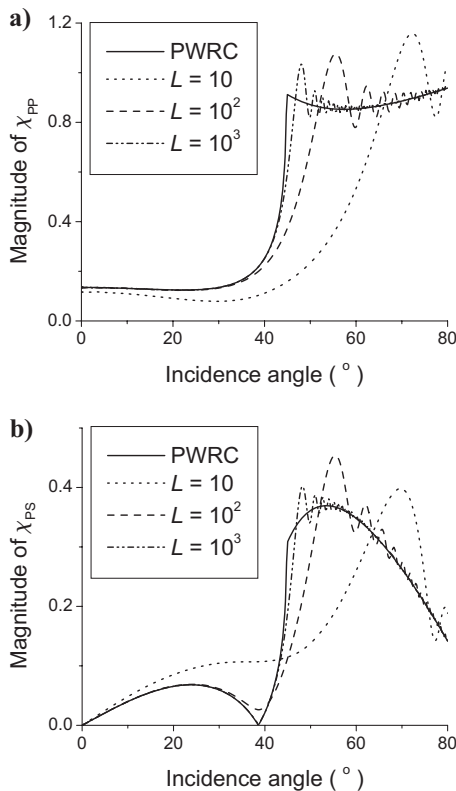 a)
1.2
0.8
0.4
0.0
Magnitude of χPP
PWRC
L = 10
L = 10²
L = 10³
0 20 40 60 80
Incidence angle ( ° )
b)
0.4
0.2
0.0
Magnitude of χPS
PWRC
L = 10
L = 10²
L = 10³
0 20 40 60 80
Incidence angle ( ° )